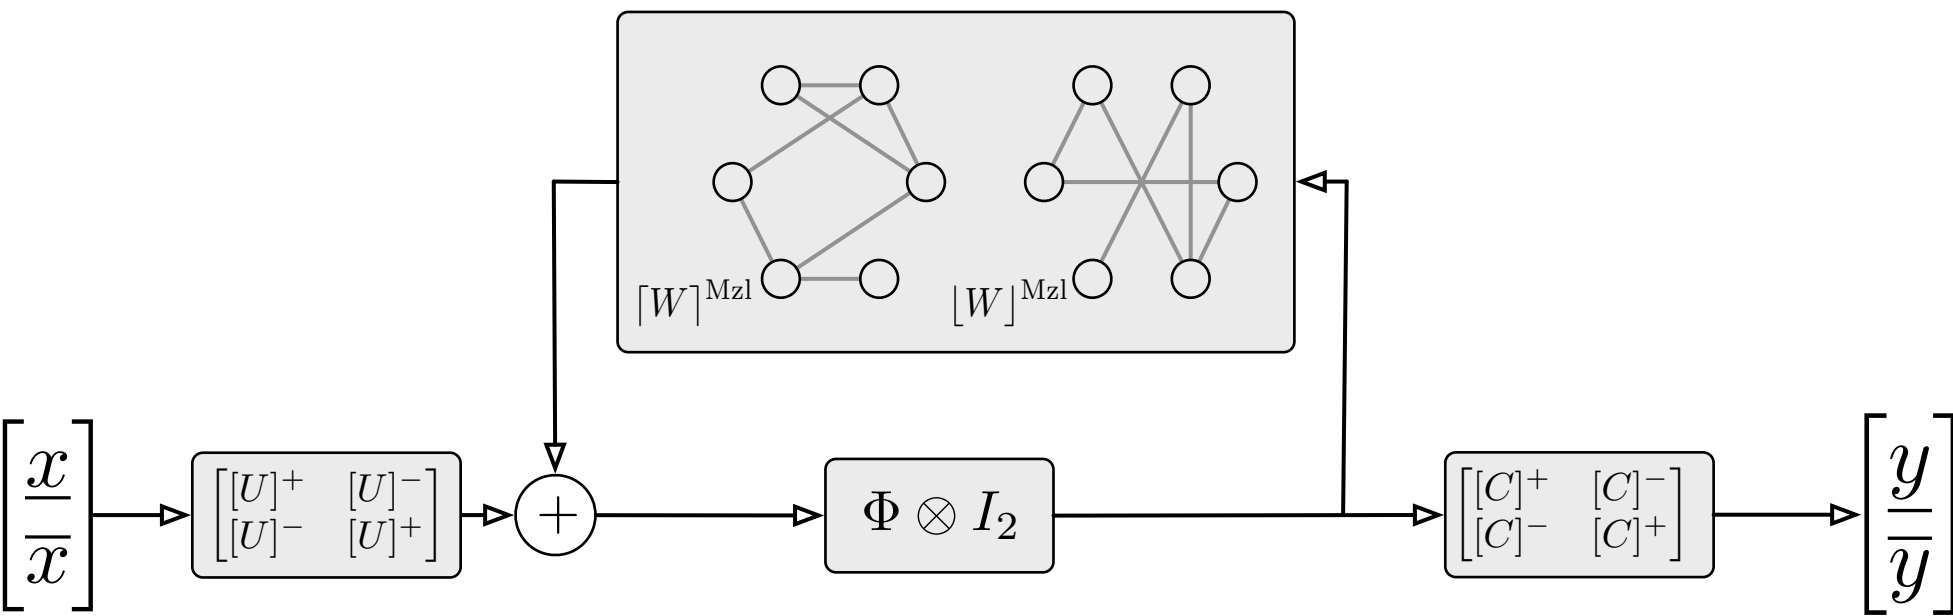 ⌈W⌉^Mzl ⌊W⌋^Mzl
[x̲ x̅]
[[U]^+ [U]^-
[U]^- [U]^+]
+
Φ ⊗ I_2
[[C]^+ [C]^-
[C]^- [C]^+]
[y̲ y̅]